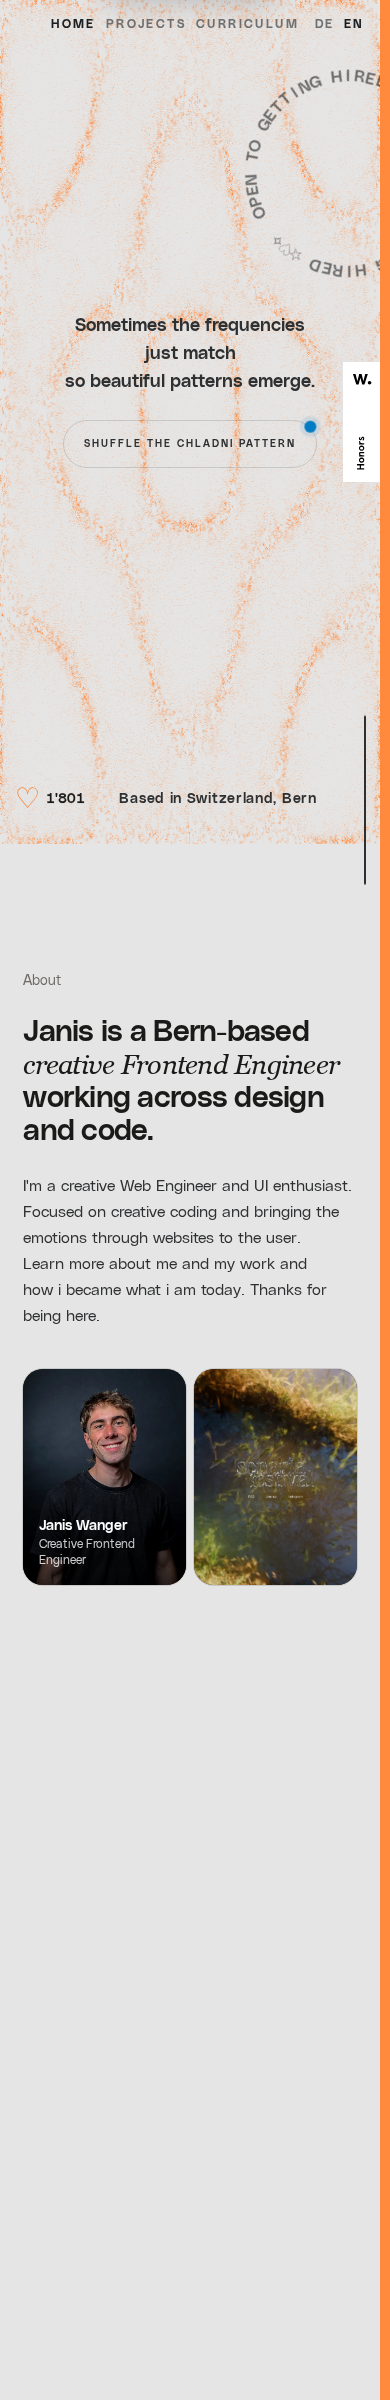 HOME PROJECTS CURRICULUM DE EN
OPEN TO GETTING HIRED
HIRED
Sometimes the frequencies
just match
so beautiful patterns emerge.
W.
SHUFFLE THE CHLADNI PATTERN
Honors
1'801 Based in Switzerland, Bern
About
Janis is a Bern-based
creative Frontend Engineer
working across design
and code.
I'm a creative Web Engineer and UI enthusiast.
Focused on creative coding and bringing the
emotions through websites to the user.
Learn more about me and my work and
how i became what i am today. Thanks for
being here.
Janis Wanger
Creative Frontend
Engineer